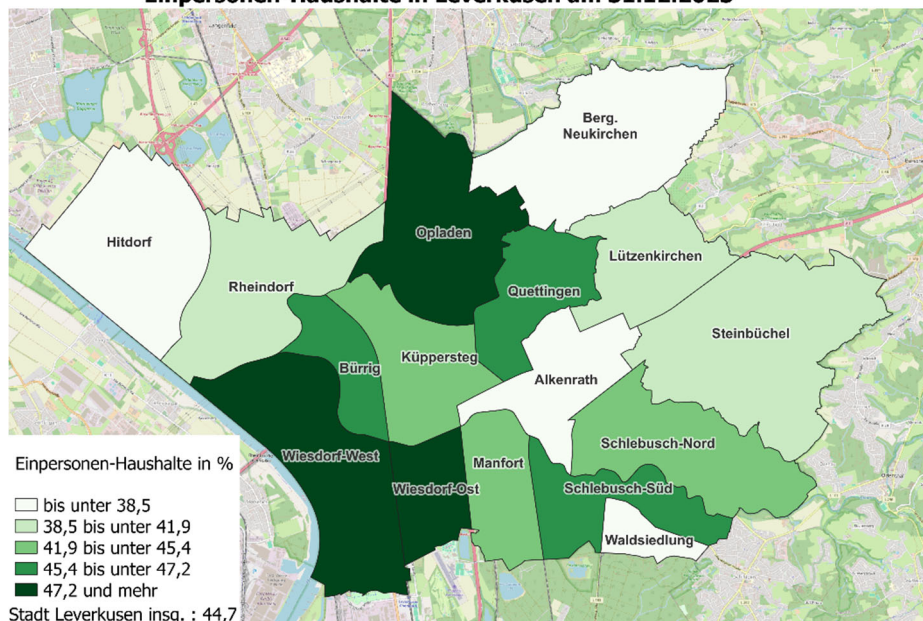 Berg.
Neukirchen
Hitdorf
Opladen
Lützenkirchen
Rheindorf
Quettingen
Steinbüchel
Küppersteg
Bürrig
Alkenrath
Schlebusch-Nord
Wiesdorf-West
Manfort
Wiesdorf-Ost
Schlebusch-Süd
Waldsiedlung
Einpersonen-Haushalte in %
bis unter 38,5
38,5 bis unter 41,9
41,9 bis unter 45,4
45,4 bis unter 47,2
47,2 und mehr
Stadt Leverkusen insg. : 44,7